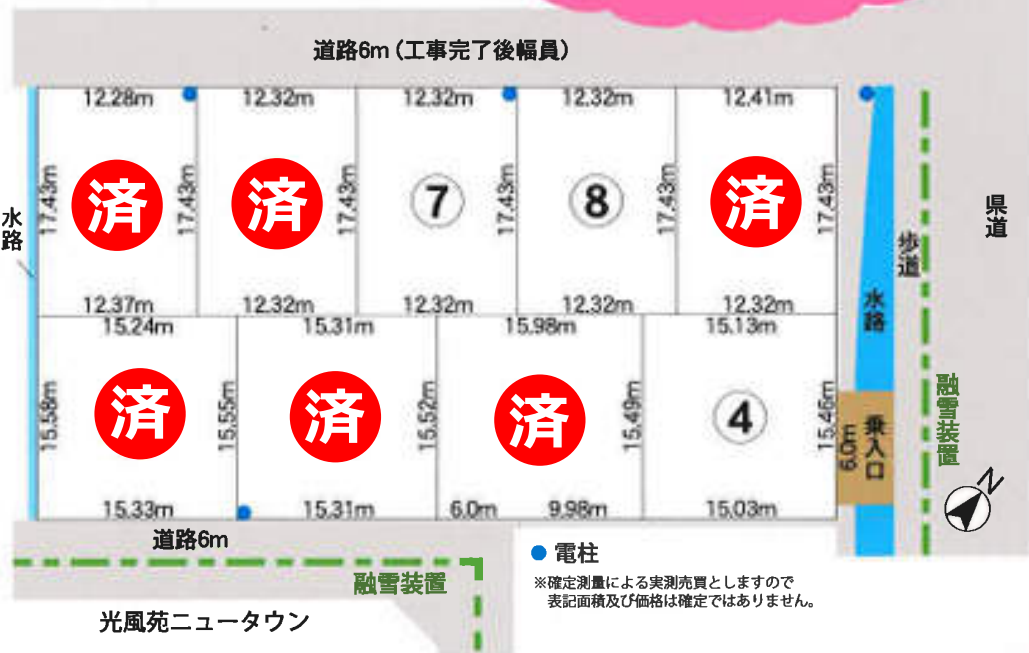 道路6m（工事完了後幅員）
12.28m
12.32m
12.32m
12.32m
12.41m
17.43m
済
17.43m
済
17.43m
7
17.43m
8
17.43m
済
17.43m
水路
12.37m
12.32m
12.32m
12.32m
12.32m
15.24m
15.31m
15.98m
15.13m
15.58m
済
15.55m
済
15.52m
済
15.49m
4
15.46m
15.33m
15.31m
6.0m
9.98m
15.03m
水路
歩道
県道
乗入口
6.0m
融雪装置
N
道路6m
融雪装置
光風苑ニュータウン
電柱
※確定測量による実測売買としますので
表記面積及び価格は確定ではありません。